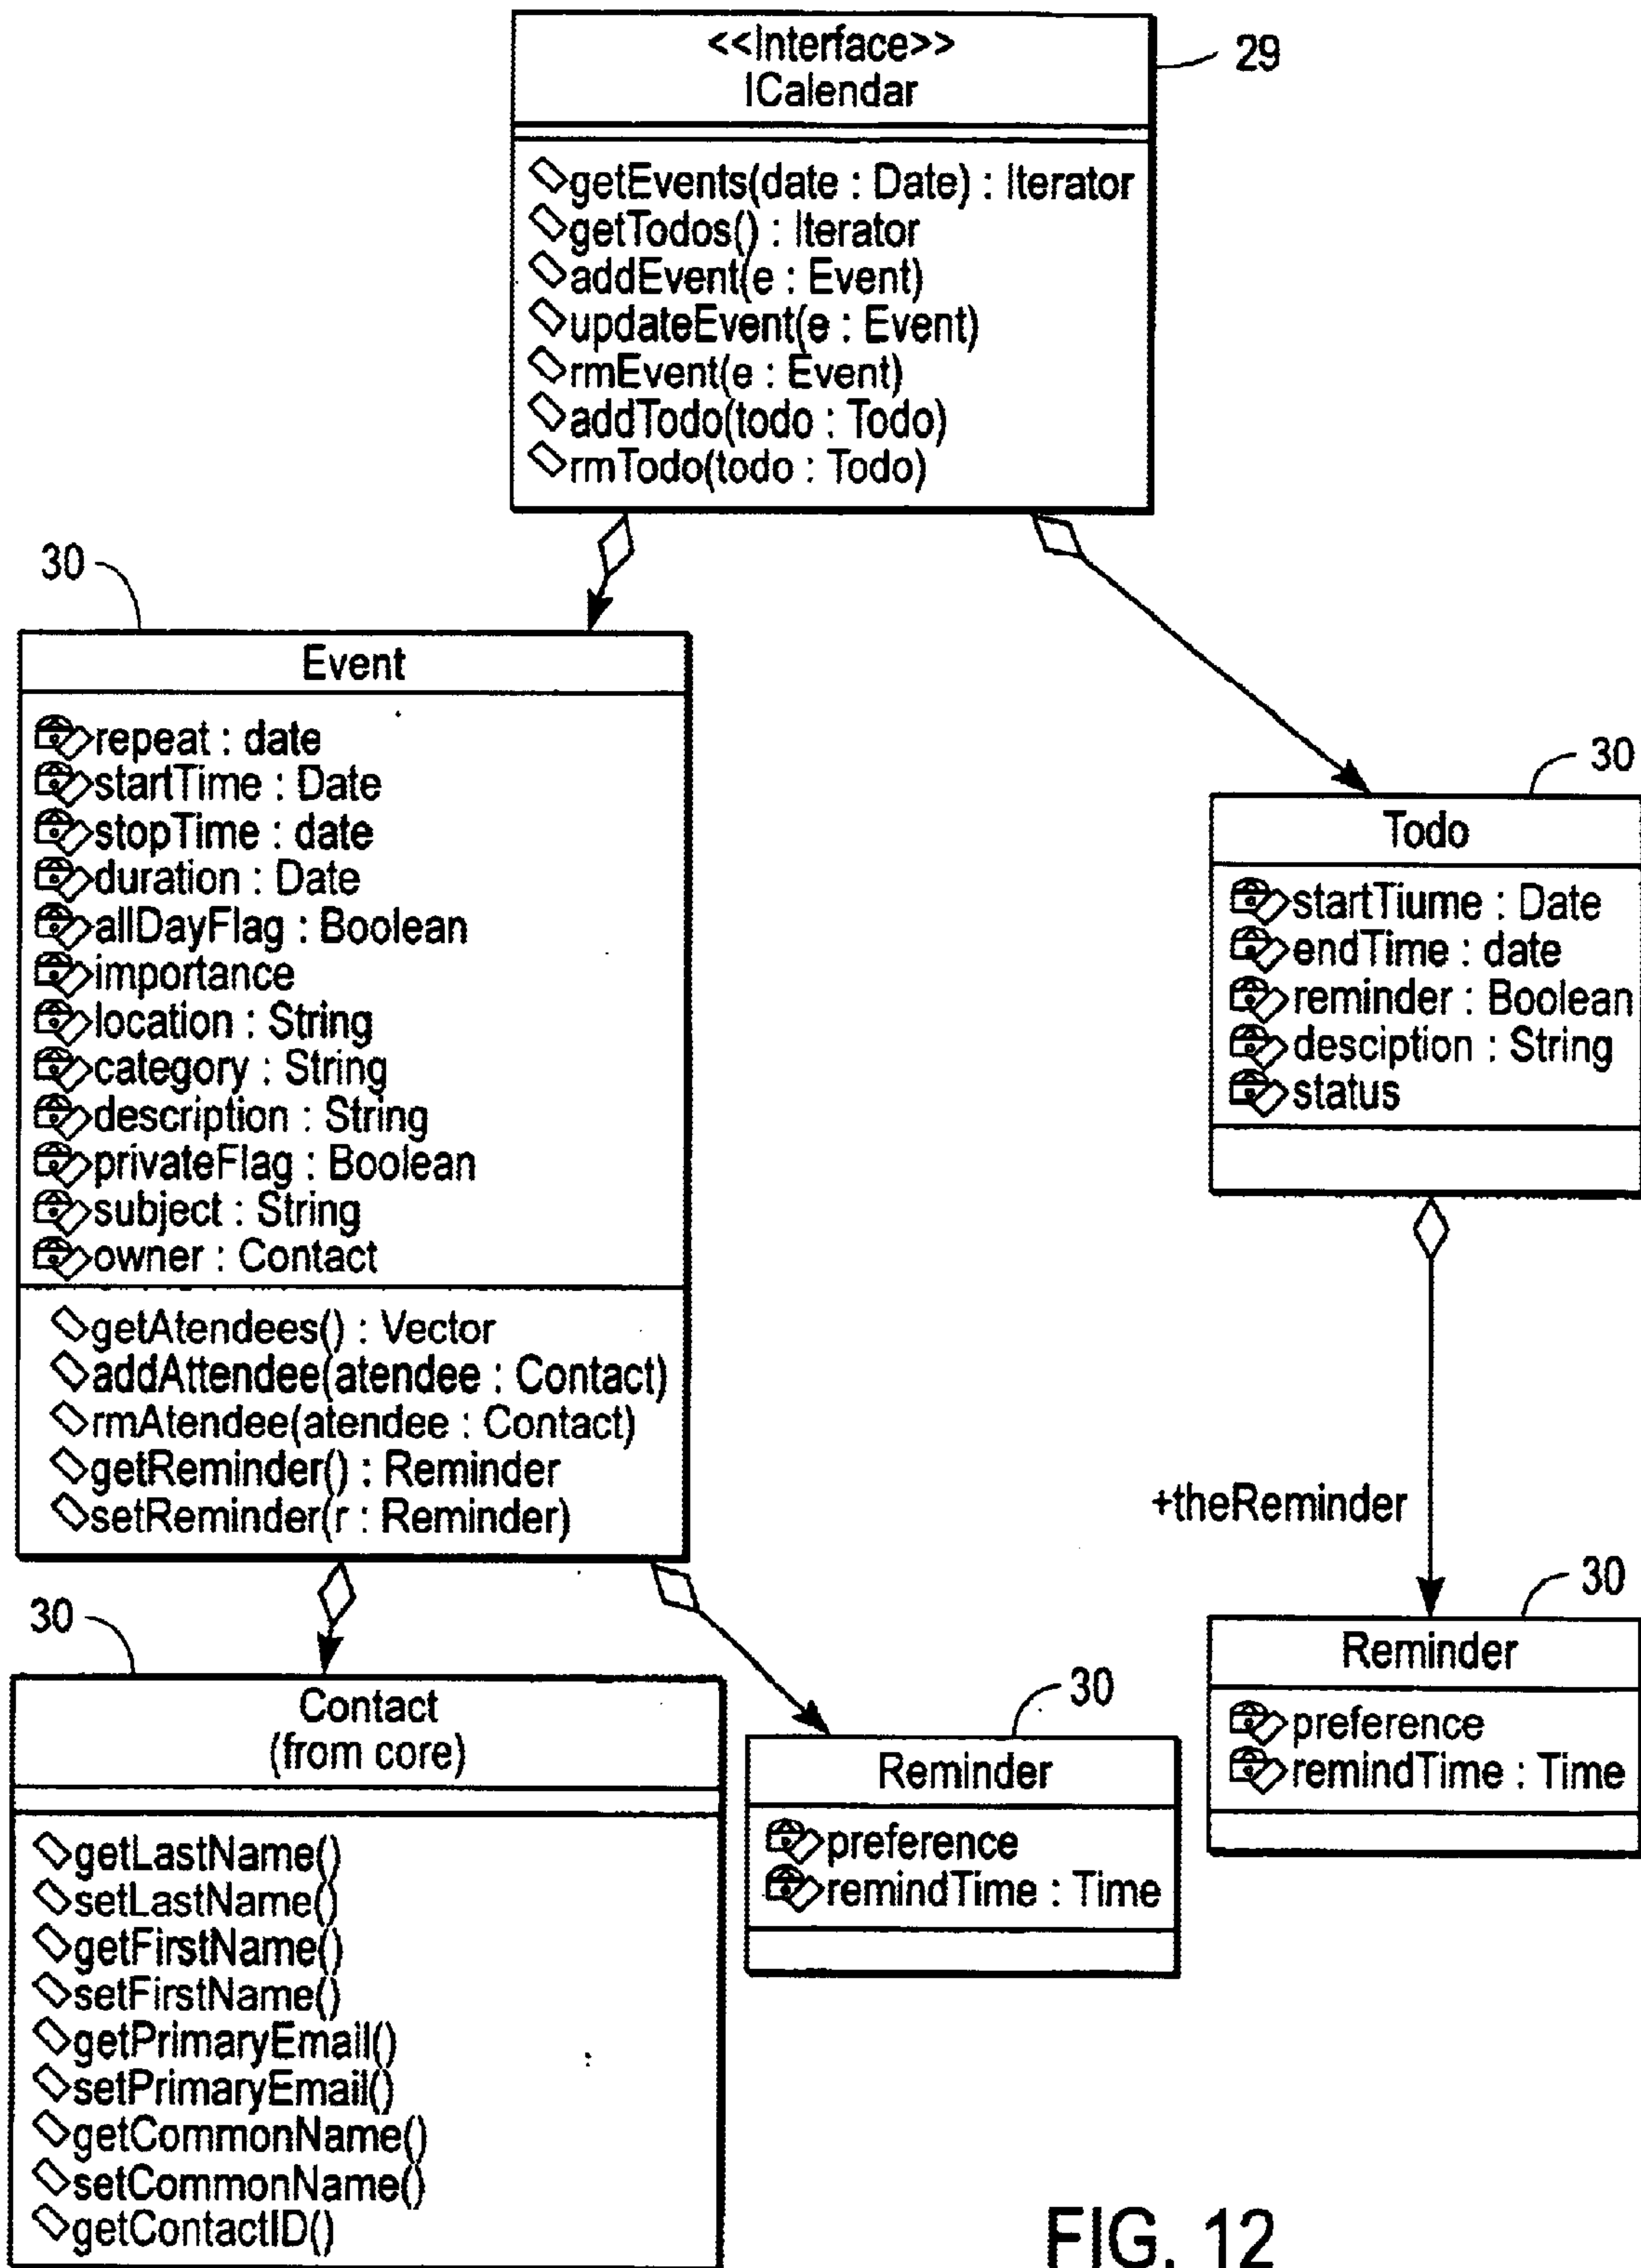 <<Interface>>
ICalendar
29
getEvents(date : Date) : Iterator
getTodos() : Iterator
addEvent(e : Event)
updateEvent(e : Event)
rmEvent(e : Event)
addTodo(todo : Todo)
rmTodo(todo : Todo)
30
Event
repeat : date
startTime : Date
stopTime : date
duration : Date
allDayFlag : Boolean
importance
location : String
category : String
description : String
privateFlag : Boolean
subject : String
owner : Contact
getAtendees() : Vector
addAttendee(atendee : Contact)
rmAtendee(atendee : Contact)
getReminder() : Reminder
setReminder(r : Reminder)
30
Todo
startTiume : Date
endTime : date
reminder : Boolean
desciption : String
status
+theReminder
30
Contact
(from core)
getLastName()
setLastName()
getFirstName()
setFirstName()
getPrimaryEmail()
setPrimaryEmail()
getCommonName()
setCommonName()
getContactID()
30
Reminder
preference
remindTime : Time
30
Reminder
preference
remindTime : Time
FIG. 12